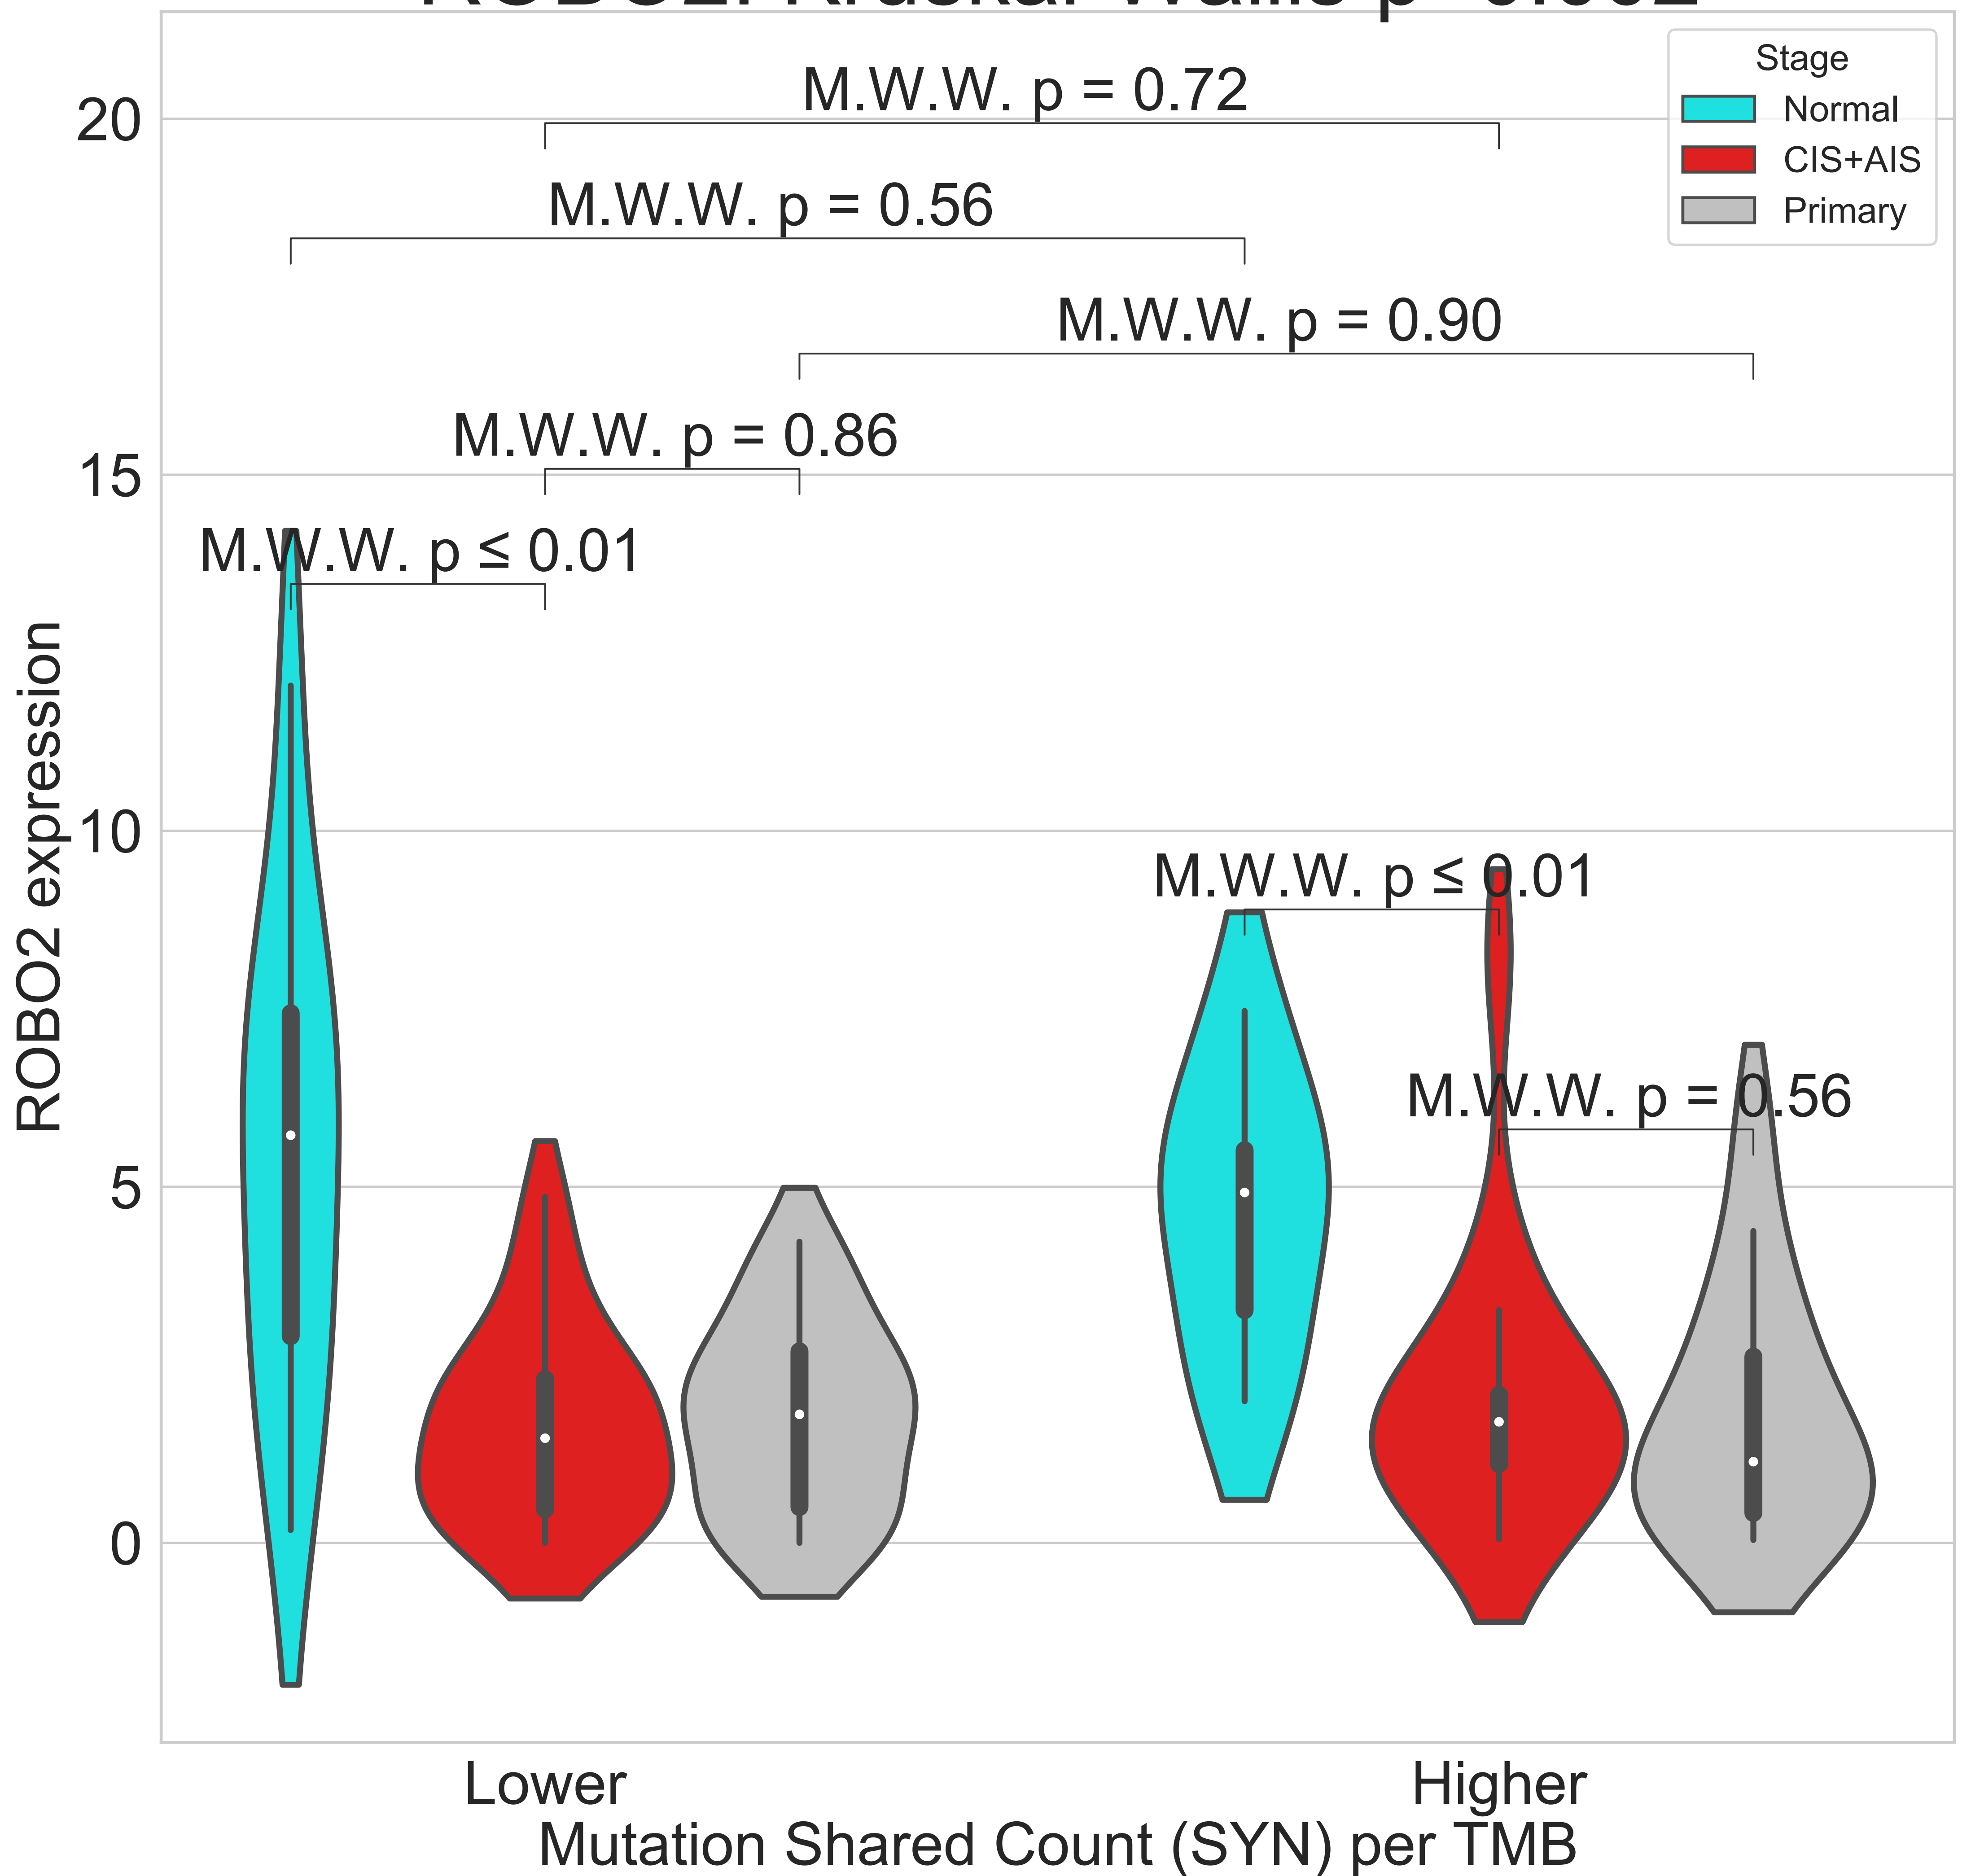 Stage
Normal
CIS+AIS
Primary
M.W.W. p = 0.72
M.W.W. p = 0.56
M.W.W. p = 0.90
M.W.W. p = 0.86
M.W.W. p ≤ 0.01
M.W.W. p ≤ 0.01
M.W.W. p = 0.56
20
15
10
5
0
ROBO2 expression
Lower
Higher
Mutation Shared Count (SYN) per TMB